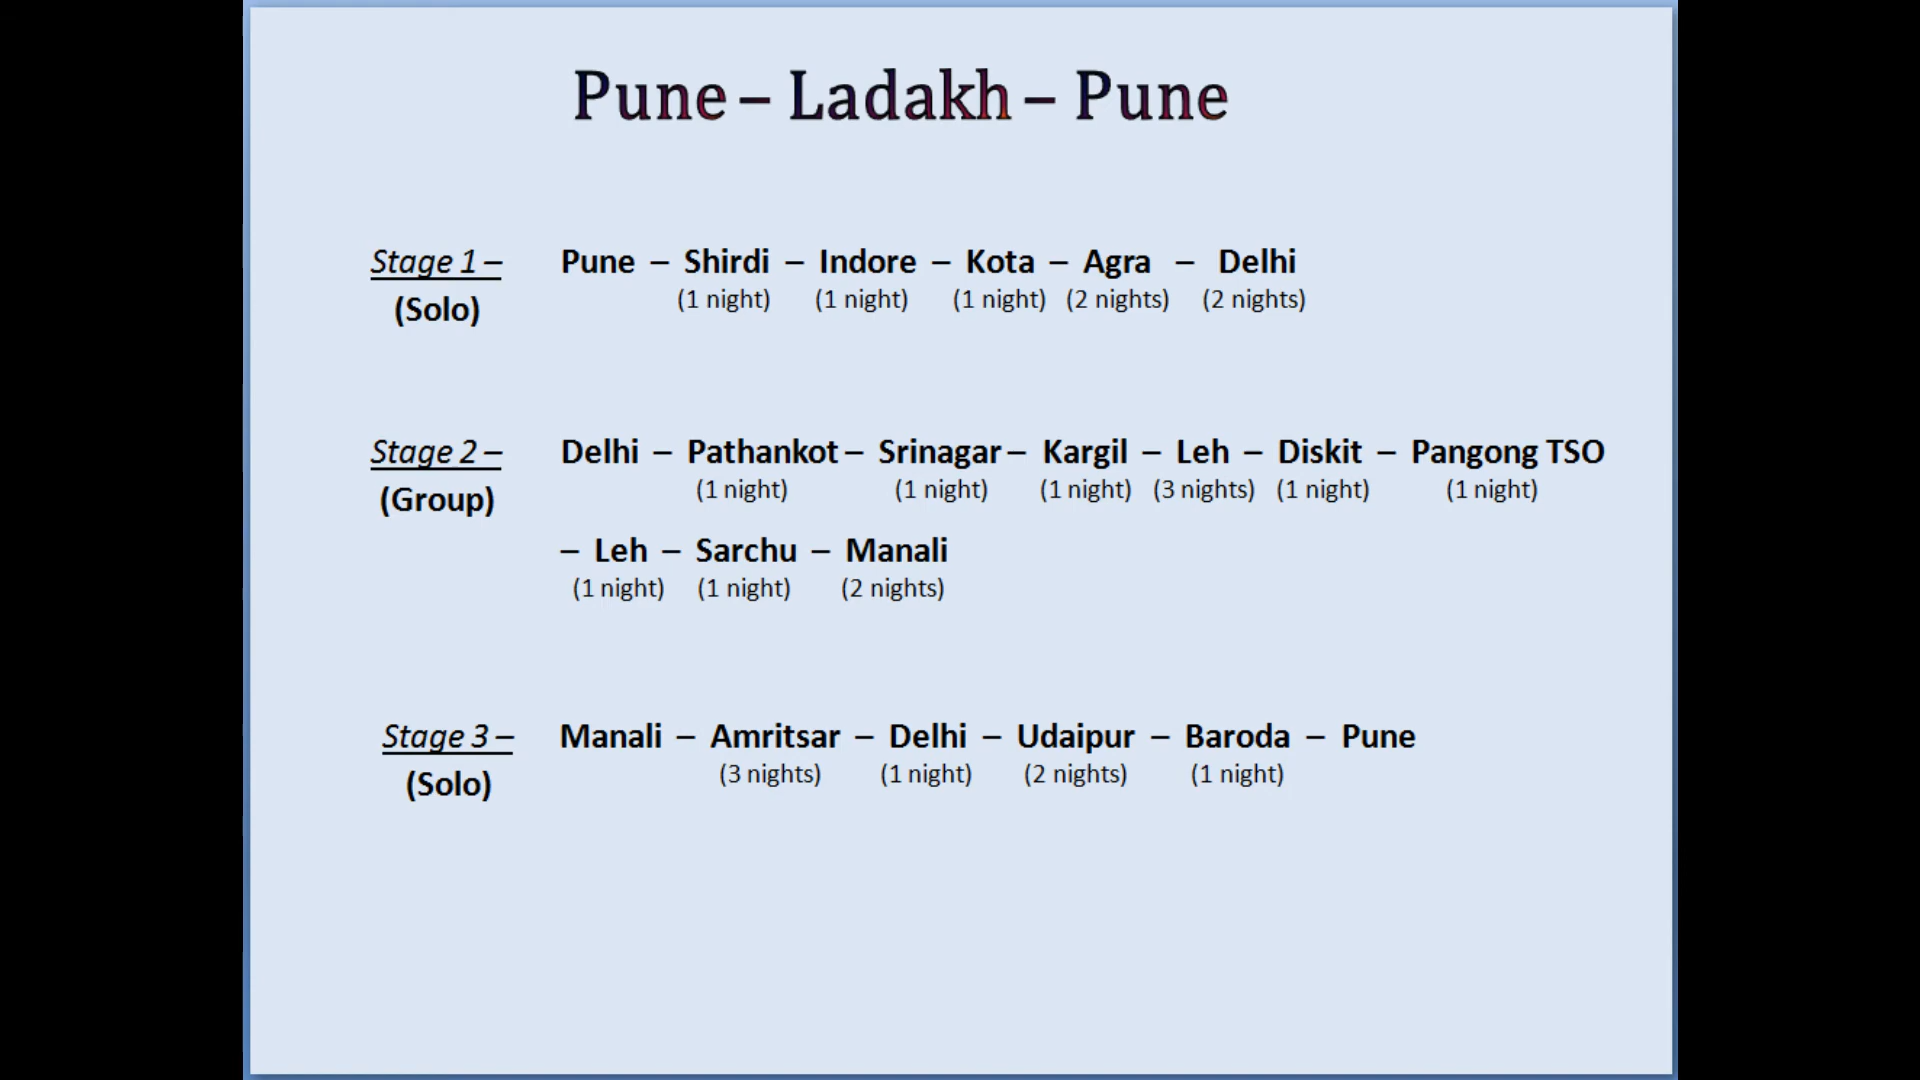 Pune – Ladakh – Pune
Stage 1 – Pune – Shirdi – Indore – Kota – Agra – Delhi
(Solo) (1 night) (1 night) (1 night) (2 nights) (2 nights)
Stage 2 – Delhi – Pathankot – Srinagar – Kargil – Leh – Diskit – Pangong TSO
(Group) (1 night) (1 night) (1 night) (3 nights) (1 night) (1 night)
– Leh – Sarchu – Manali
(1 night) (1 night) (2 nights)
Stage 3 – Manali – Amritsar – Delhi – Udaipur – Baroda – Pune
(Solo) (3 nights) (1 night) (2 nights) (1 night)